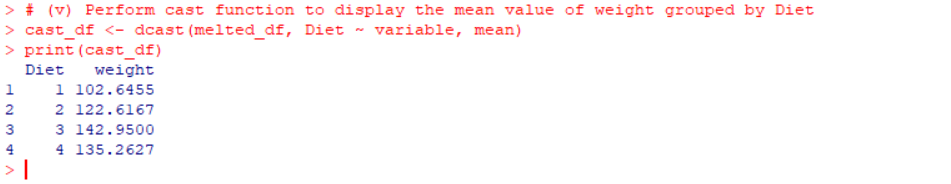 > # (v) Perform cast function to display the mean value of weight grouped by Diet
> cast_df <- dcast(melted_df, Diet ~ variable, mean)
> print(cast_df)
  Diet   weight
1    1 102.6455
2    2 122.6167
3    3 142.9500
4    4 135.2627
>